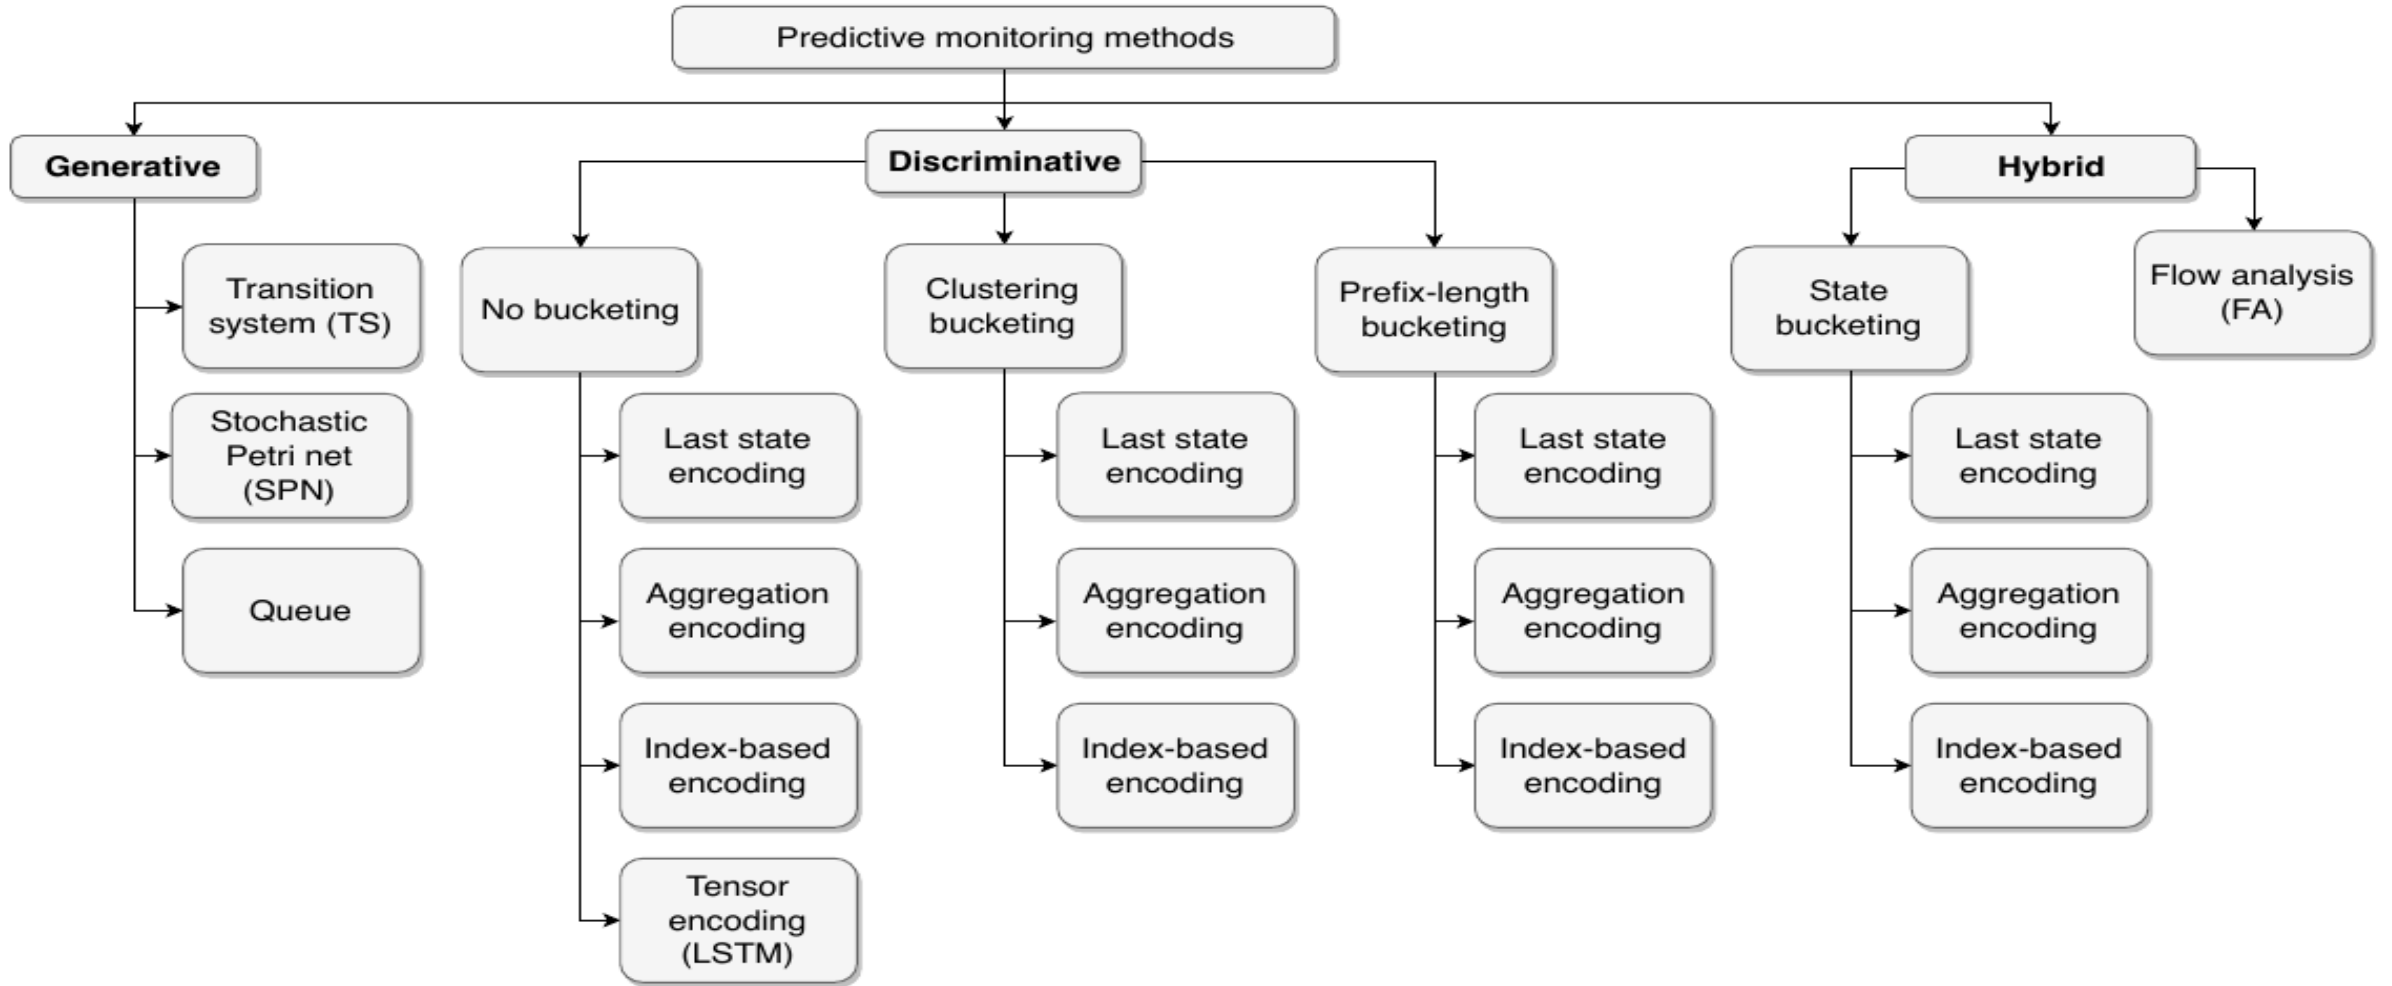 Predictive monitoring methods
Generative
Discriminative
Hybrid
Transition
system (TS)
Stochastic
Petri net
(SPN)
Queue
No bucketing
Last state
encoding
Aggregation
encoding
Index-based
encoding
Tensor
encoding
(LSTM)
Clustering
bucketing
Last state
encoding
Aggregation
encoding
Index-based
encoding
Prefix-length
bucketing
Last state
encoding
Aggregation
encoding
Index-based
encoding
State
bucketing
Last state
encoding
Aggregation
encoding
Index-based
encoding
Flow analysis
(FA)